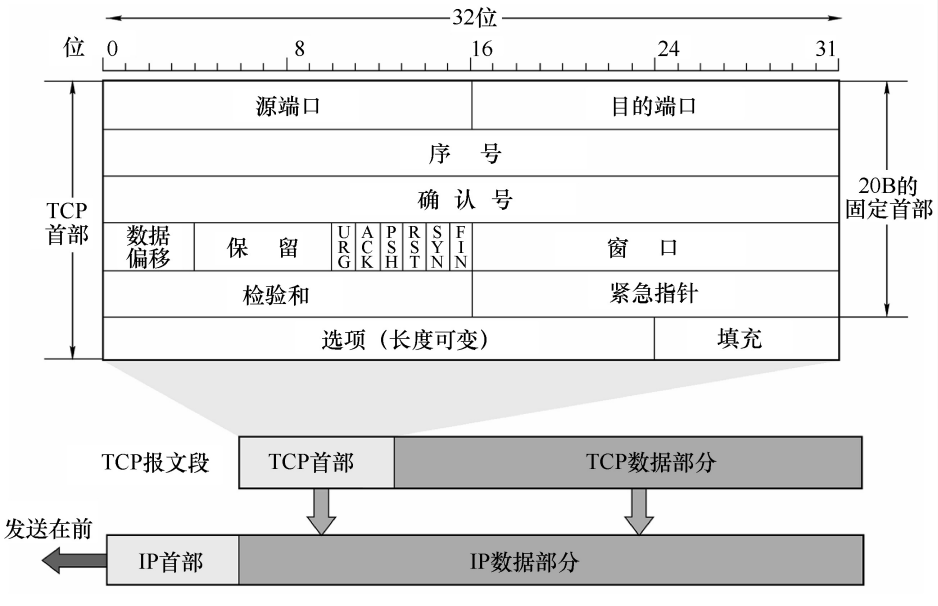 32位
位 0 8 16 24 31
源端口 目的端口
序 号
确 认 号
TCP
首部
20B的
固定首部
数据
偏移
保 留
URG
ACK
PSH
RST
SYN
FIN
窗 口
检验和 紧急指针
选项（长度可变） 填充
TCP报文段 TCP首部 TCP数据部分
发送在前
IP首部 IP数据部分